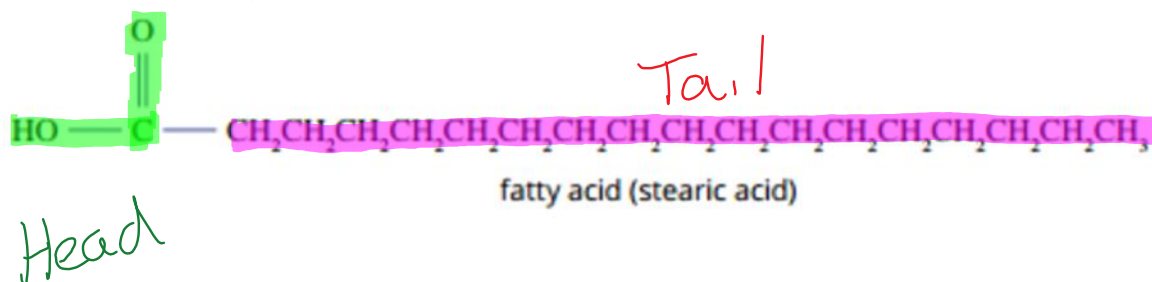 O
Tail
HO — C — CH₂CH₂CH₂CH₂CH₂CH₂CH₂CH₂CH₂CH₂CH₂CH₂CH₂CH₂CH₂CH₂CH₃
fatty acid (stearic acid)
Head